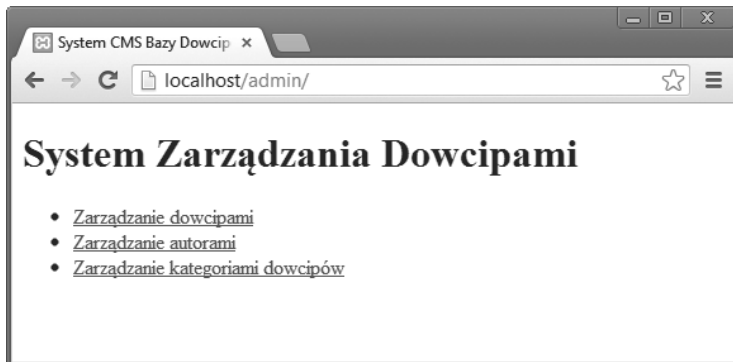 System CMS Bazy Dowcip
localhost/admin/
System Zarządzania Dowcipami
Zarządzanie dowcipami
Zarządzanie autorami
Zarządzanie kategoriami dowcipów